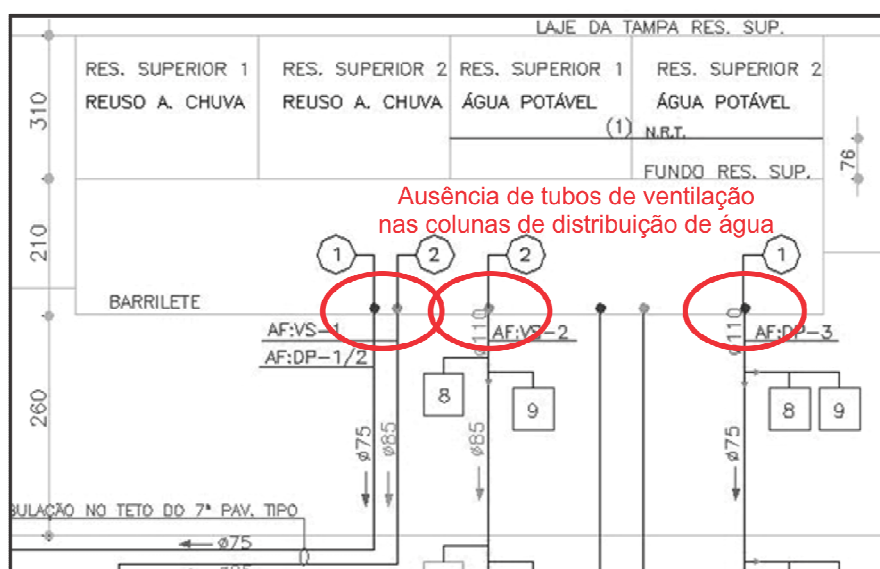 LAJE DA TAMPA RES. SUP.
RES. SUPERIOR 1
REUSO A. CHUVA
RES. SUPERIOR 2
REUSO A. CHUVA
RES. SUPERIOR 1
ÁGUA POTÁVEL
RES. SUPERIOR 2
ÁGUA POTÁVEL
310
(1) N.R.T.
76
FUNDO RES. SUP.
Ausência de tubos de ventilação
nas colunas de distribuição de água
210
1
2
2
1
BARRILETE
AF:VS-1
AF:DP-1/2
ø110
AF:VS-2
ø110
AF:DP-3
8
9
8
9
260
ø75
ø85
ø85
ø75
BULAÇÃO NO TETO DO 7º PAV. TIPO
ø75
ø85